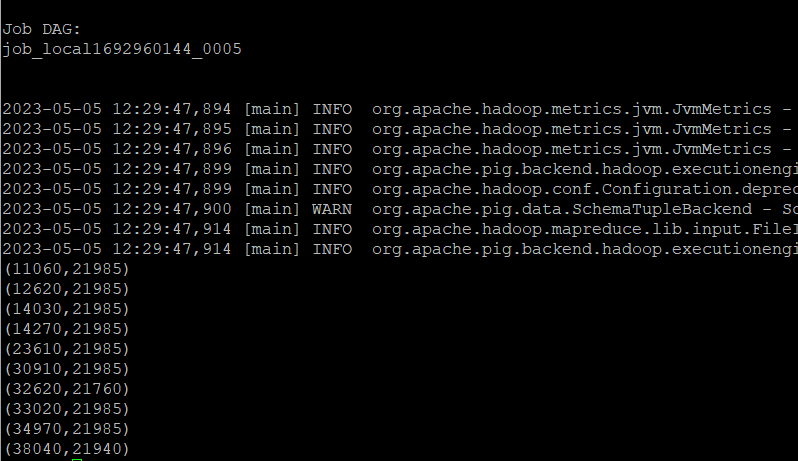 Job DAG:
job_local1692960144_0005
2023-05-05 12:29:47,894 [main] INFO  org.apache.hadoop.metrics.jvm.JvmMetrics -
2023-05-05 12:29:47,895 [main] INFO  org.apache.hadoop.metrics.jvm.JvmMetrics -
2023-05-05 12:29:47,896 [main] INFO  org.apache.hadoop.metrics.jvm.JvmMetrics -
2023-05-05 12:29:47,899 [main] INFO  org.apache.pig.backend.hadoop.executionengi
2023-05-05 12:29:47,899 [main] INFO  org.apache.hadoop.conf.Configuration.deprec
2023-05-05 12:29:47,900 [main] WARN  org.apache.pig.data.SchemaTupleBackend - Sc
2023-05-05 12:29:47,914 [main] INFO  org.apache.hadoop.mapreduce.lib.input.FileI
2023-05-05 12:29:47,914 [main] INFO  org.apache.pig.backend.hadoop.executionengi
(11060,21985)
(12620,21985)
(14030,21985)
(14270,21985)
(23610,21985)
(30910,21985)
(32620,21760)
(33020,21985)
(34970,21985)
(38040,21940)